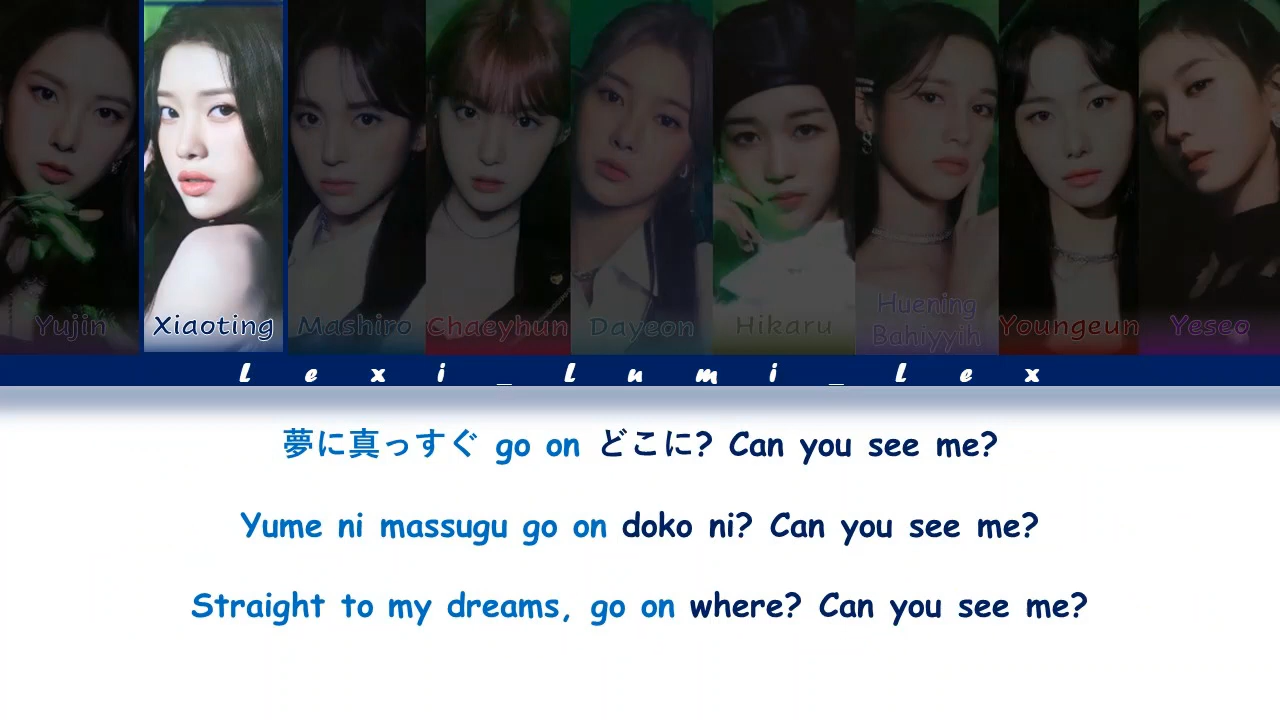 Yujin
Xiaoting
Mashiro
Chaeyhun
Dayeon
Hikaru
Huening
Bahiyyih
Youngeun
Yeseo
Lexi_Lumi_Lex
夢に真っすぐ go on どこに? Can you see me?
Yume ni massugu go on doko ni? Can you see me?
Straight to my dreams, go on where? Can you see me?